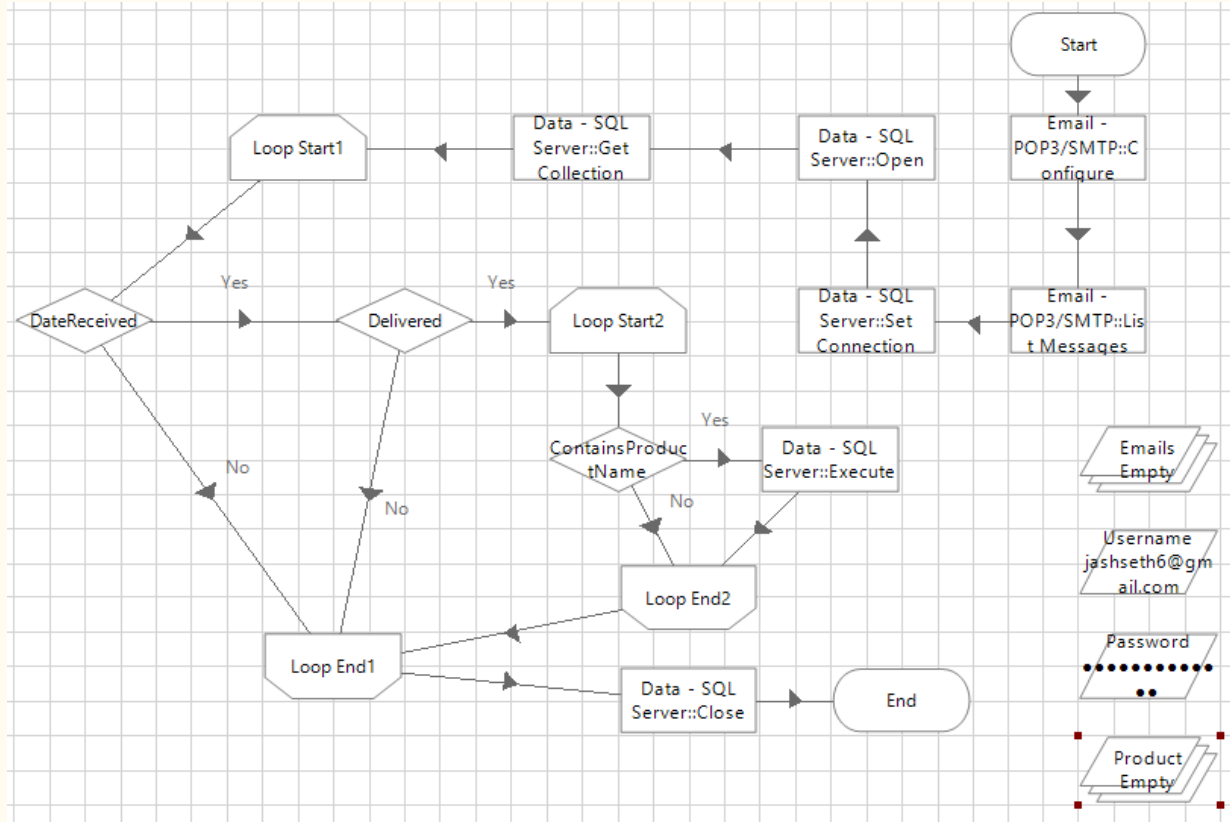 Start
Email -
POP3/SMTP::C
onfigure
Data - SQL
Server::Open
Data - SQL
Server::Get
Collection
Loop Start1
DateReceived
Yes
Delivered
Yes
Loop Start2
Data - SQL
Server::Set
Connection
Email -
POP3/SMTP::Lis
t Messages
ContainsProduc
tName
Yes
Data - SQL
Server::Execute
No
No
No
Loop End2
Loop End1
Data - SQL
Server::Close
End
Emails
Empty
Username
jashseth6@gm
ail.com
Password
•••••••••••
••
Product
Empty